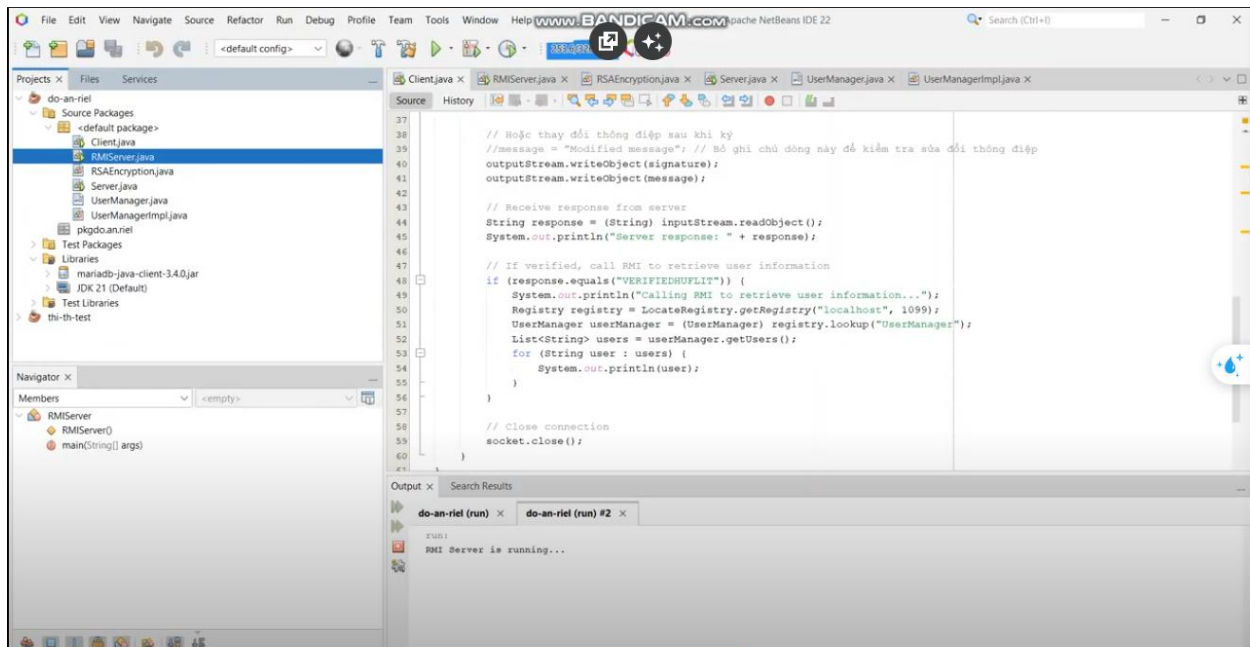 File Edit View Navigate Source Refactor Run Debug Profile Team Tools Window Help www.BANDICAM.com Apache NetBeans IDE 22 Search (Ctrl+I)
<default config>
Projects Files Services
Client.java RMIServer.java RSAEncryption.java Server.java UserManager.java UserManagerImpl.java
do-an-riel
Source Packages
<default package>
Client.java
RMIServer.java
RSAEncryption.java
Server.java
UserManager.java
UserManagerImpl.java
pkgdo.an.riel
Test Packages
Libraries
mariadb-java-client-3.4.0.jar
JDK 21 (Default)
Test Libraries
thi-th-test
Navigator
Members <empty>
RMIServer
RMIServer()
main(String[] args)
Source History
37
38 // Hoặc thay đổi thông điệp sau khi ký
39 //message = "Modified message"; // Bỏ ghi chú dòng này để kiểm tra sửa đổi thông điệp
40 outputStream.writeObject(signature);
41 outputStream.writeObject(message);
42
43 // Receive response from server
44 String response = (String) inputStream.readObject();
45 System.out.println("Server response: " + response);
46
47 // If verified, call RMI to retrieve user information
48 if (response.equals("VERIFIEDHUFLIT")) {
49 System.out.println("Calling RMI to retrieve user information...");
50 Registry registry = LocateRegistry.getRegistry("localhost", 1099);
51 UserManager userManager = (UserManager) registry.lookup("UserManager");
52 List<String> users = userManager.getUsers();
53 for (String user : users) {
54 System.out.println(user);
55 }
56 }
57
58 // Close connection
59 socket.close();
60 }
61 }
Output Search Results
do-an-riel (run) do-an-riel (run) #2
run:
RMI Server is running...